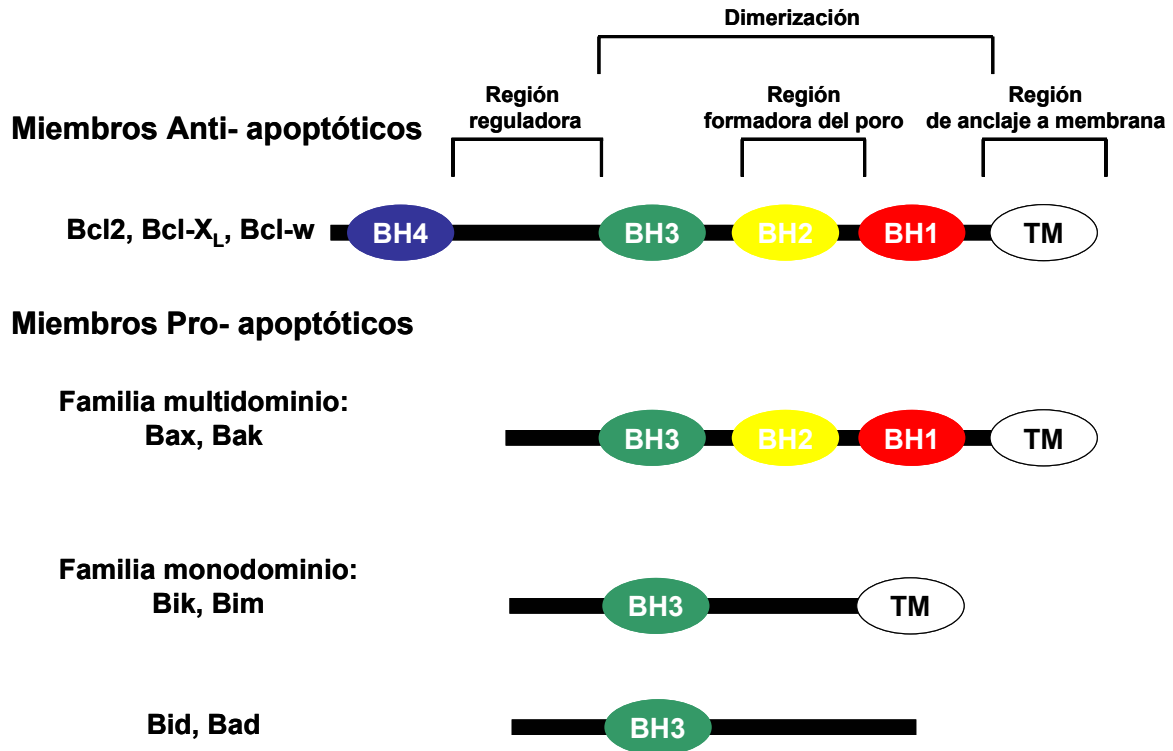 Dimerización
Región
reguladora
Región
formadora del poro
Región
de anclaje a membrana
Miembros Anti- apoptóticos
Bcl2, Bcl-XL, Bcl-w
BH4
BH3
BH2
BH1
TM
Miembros Pro- apoptóticos
Familia multidominio:
Bax, Bak
BH3
BH2
BH1
TM
Familia monodominio:
Bik, Bim
BH3
TM
Bid, Bad
BH3